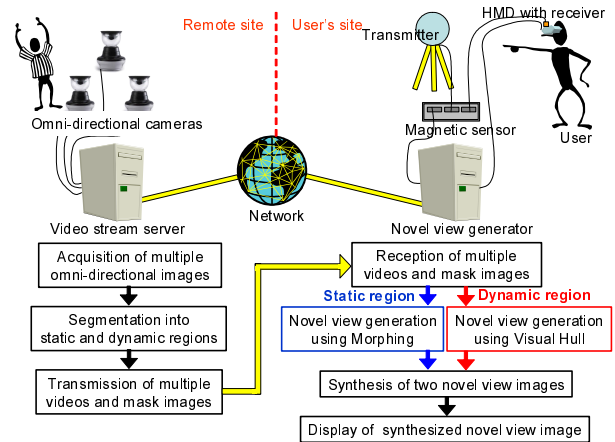 Remote site
User's site
Transmitter
HMD with receiver
Omni-directional cameras
Magnetic sensor
User
Network
Video stream server
Novel view generator
Acquisition of multiple
omni-directional images
Segmentation into
static and dynamic regions
Transmission of multiple
videos and mask images
Reception of multiple
videos and mask images
Static region
Dynamic region
Novel view generation
using Morphing
Novel view generation
using Visual Hull
Synthesis of two novel view images
Display of synthesized novel view image